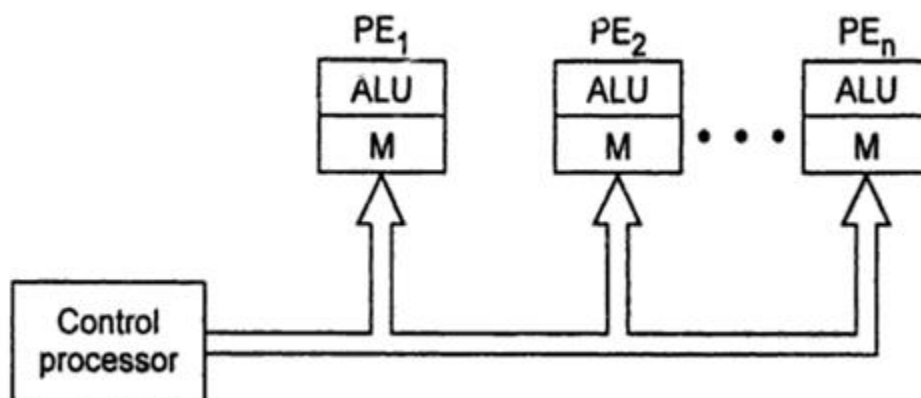 PE1 PE2 PEn
ALU ALU ALU
M M M
Control
processor